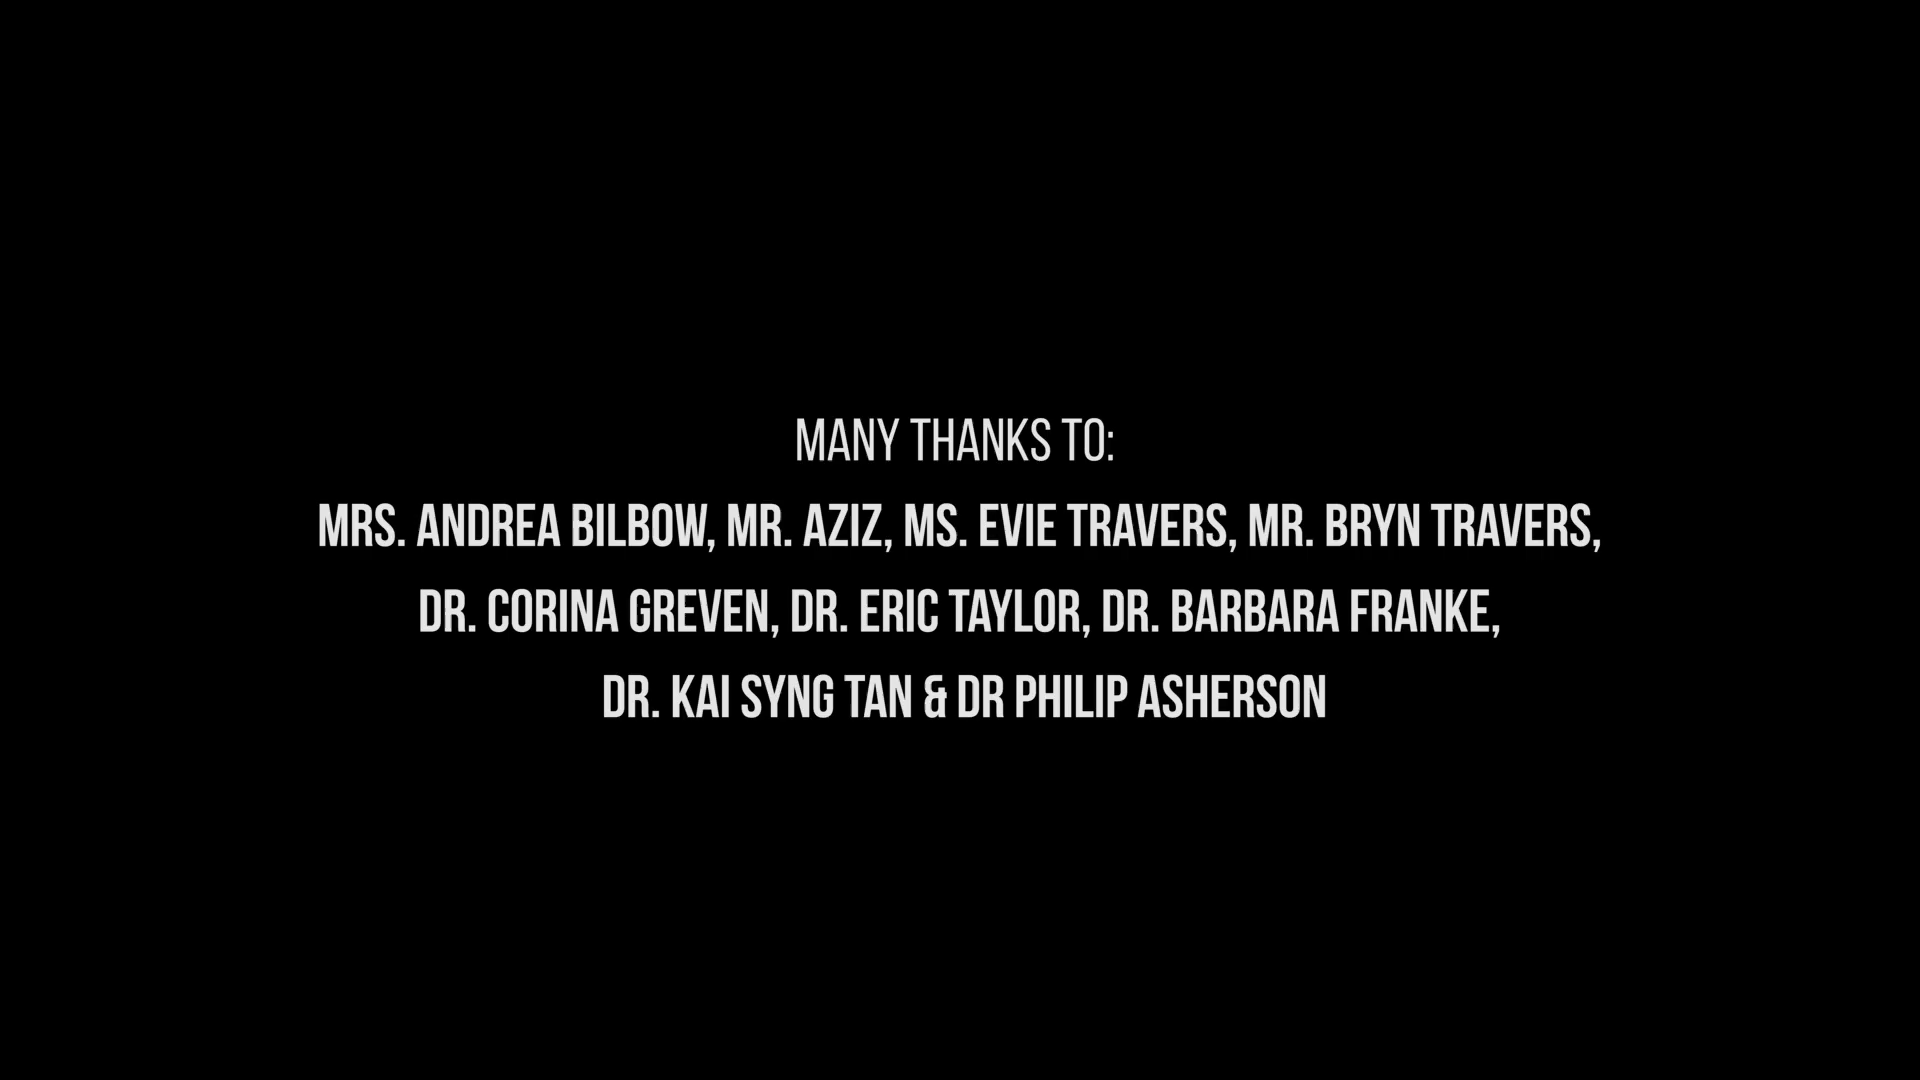 MANY THANKS TO:
MRS. ANDREA BILBOW, MR. AZIZ, MS. EVIE TRAVERS, MR. BRYN TRAVERS,
DR. CORINA GREVEN, DR. ERIC TAYLOR, DR. BARBARA FRANKE,
DR. KAI SYNG TAN & DR PHILIP ASHERSON